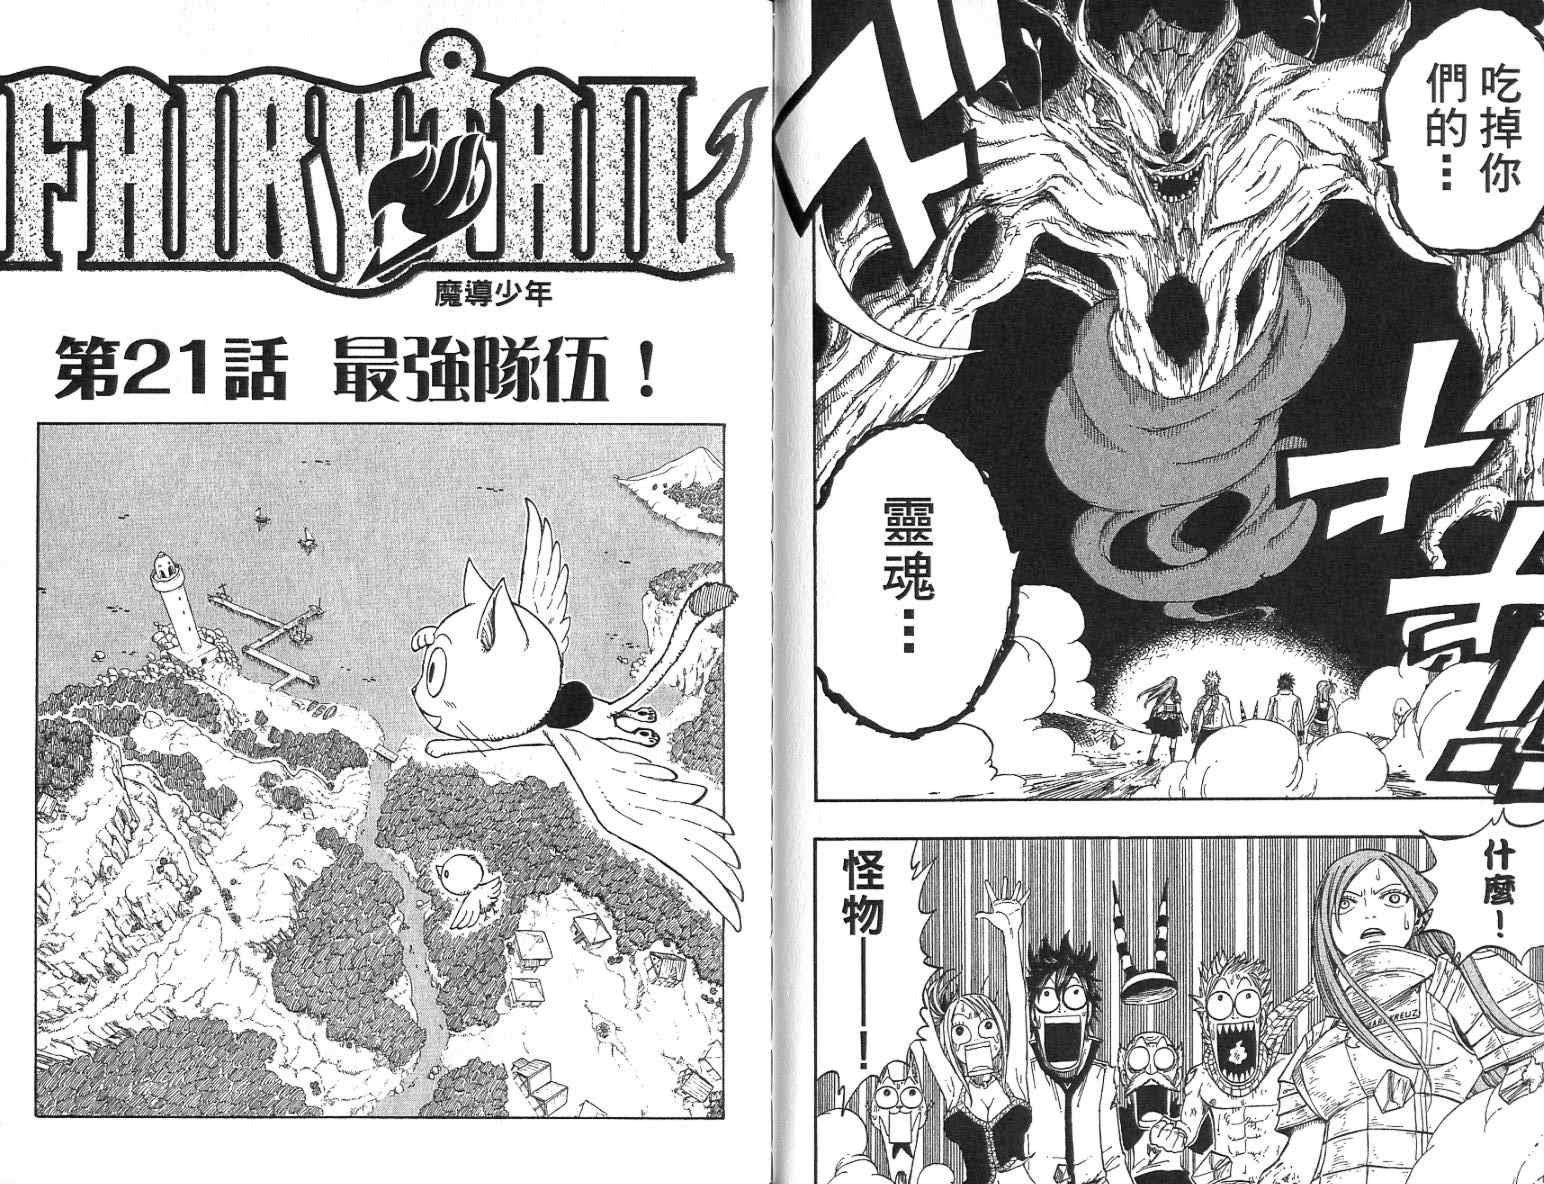 吃掉你
們的⋯
靈魂⋯
什麼！
怪物——！
HEARTKREUZ
FAIRY TAIL
魔導少年
第21話 最強隊伍！